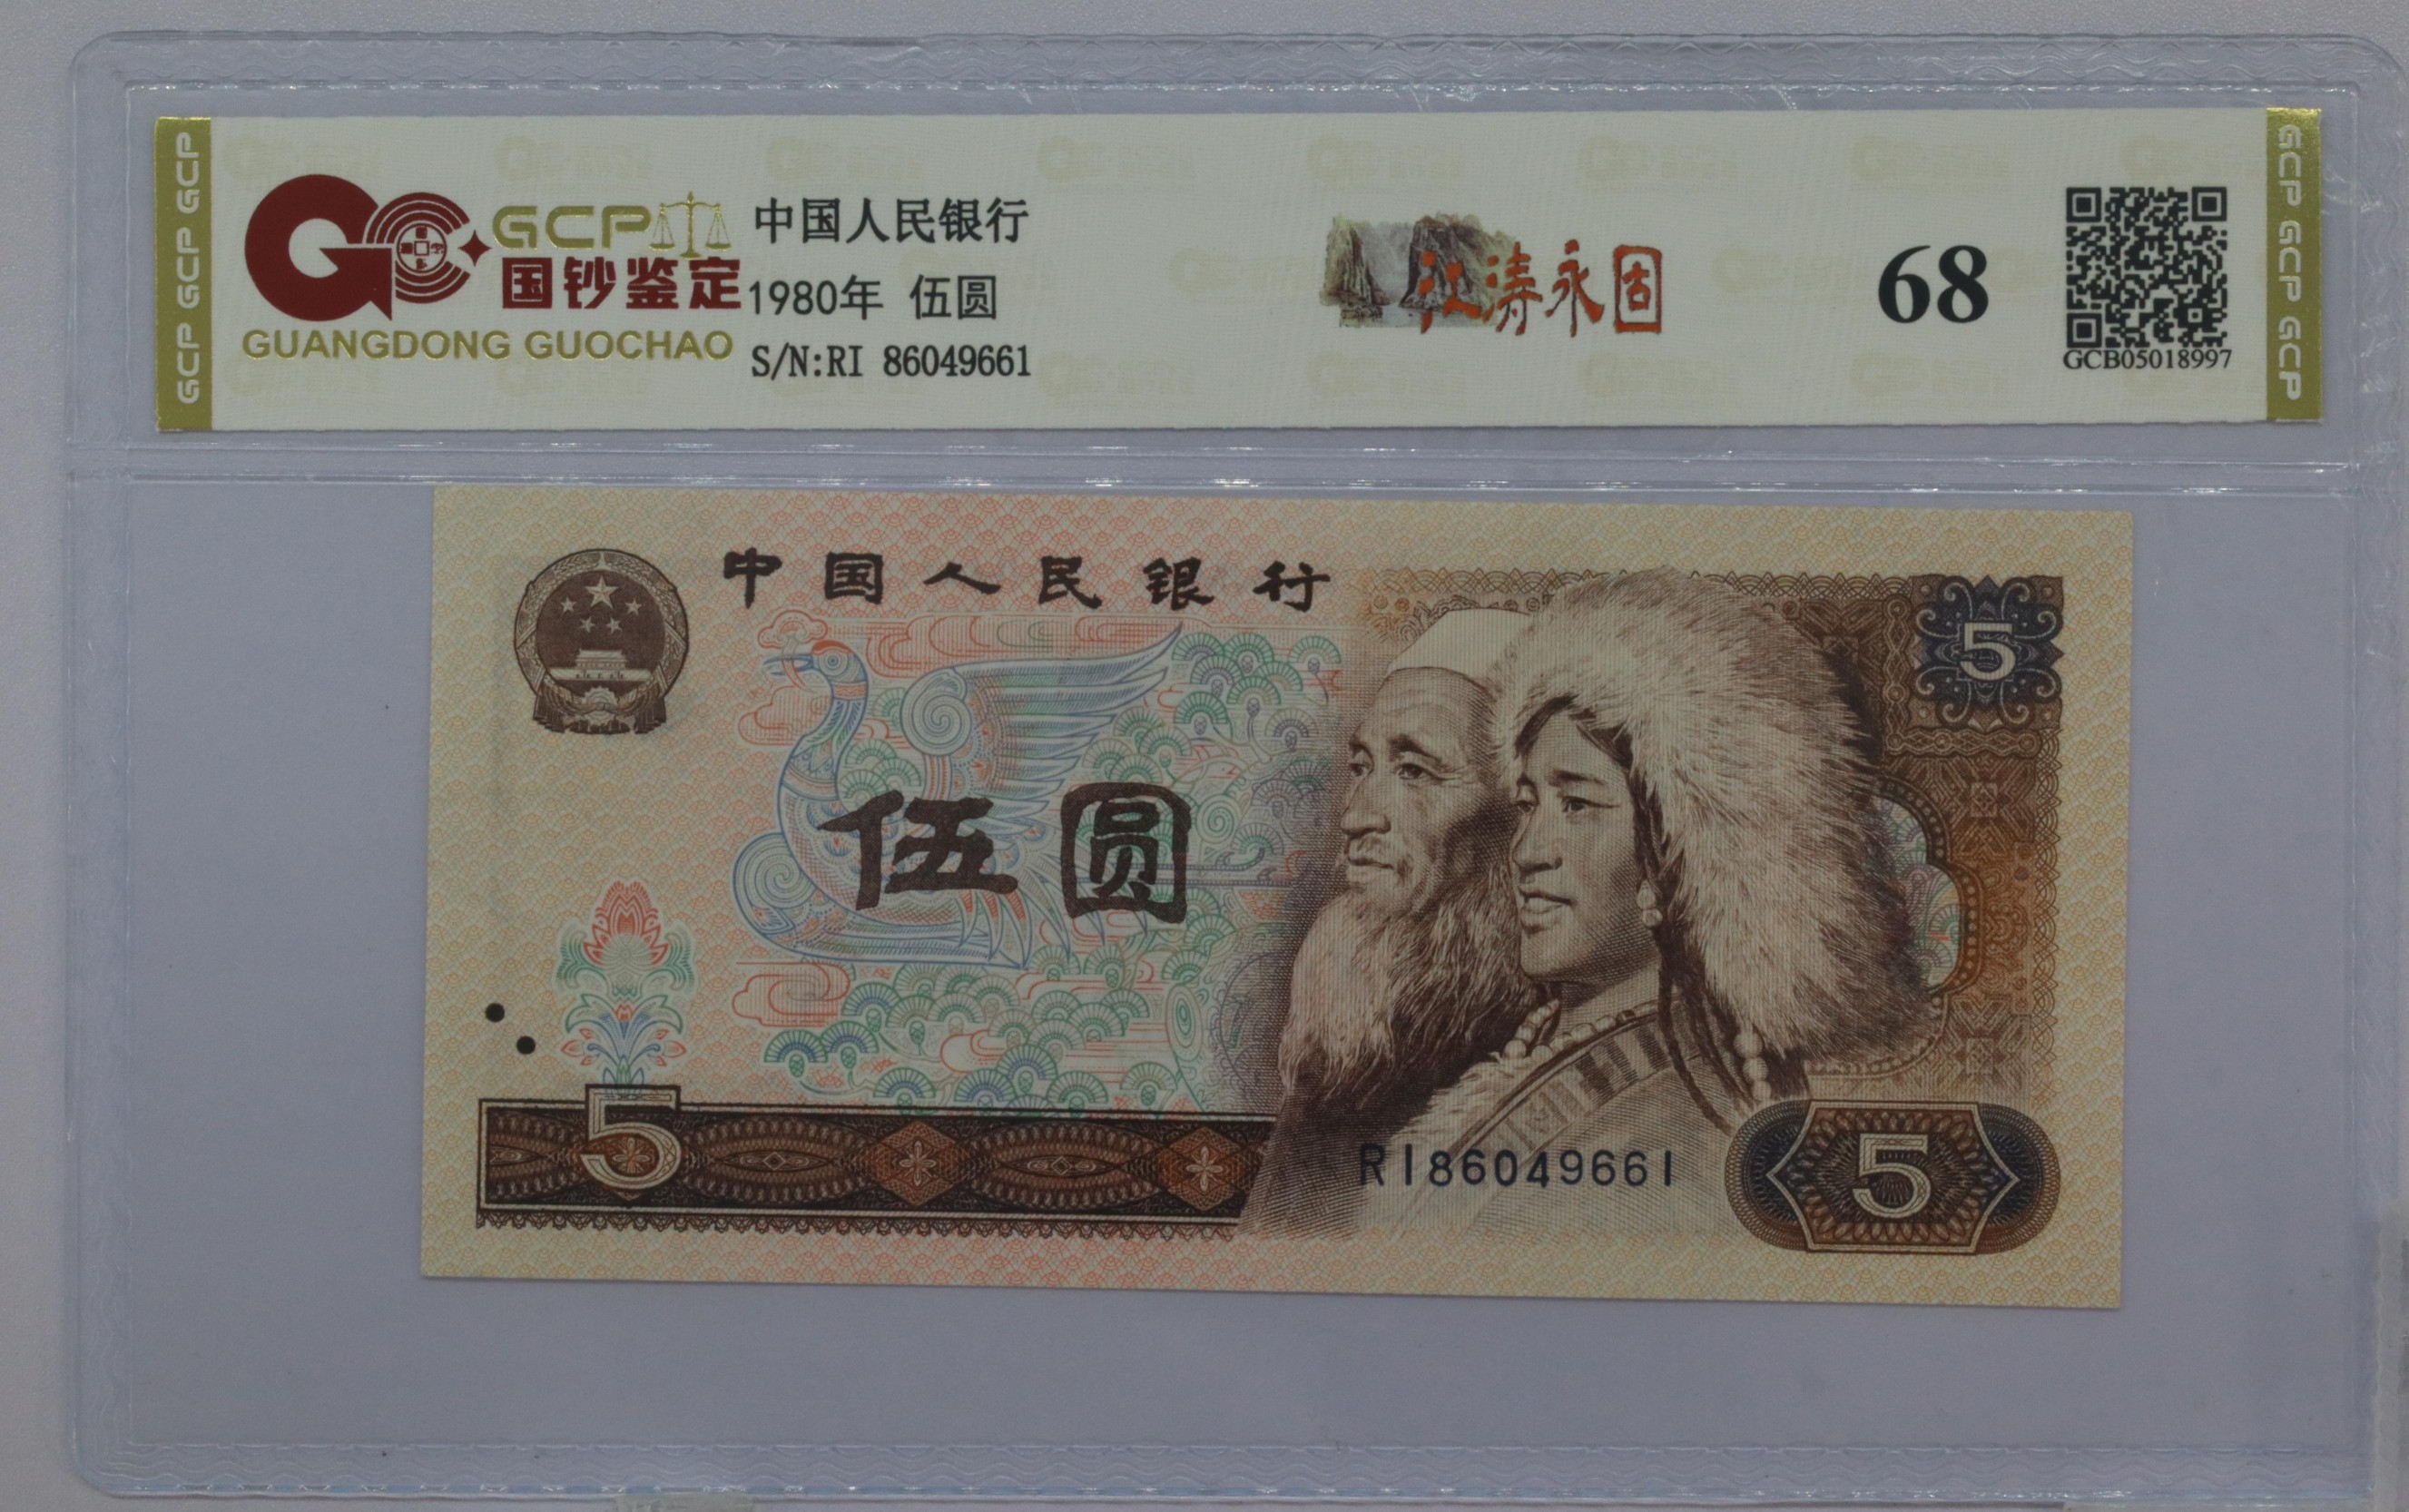 GCP GCP GCP
GCP
国钞鉴定
GUANGDONG GUOCHAO
中国人民银行
1980年 伍圆
S/N:RI 86049661
江涛永固
68
GCB05018997
GCP GCP GCP
中国人民银行
5
伍圆
5
RI86049661
5